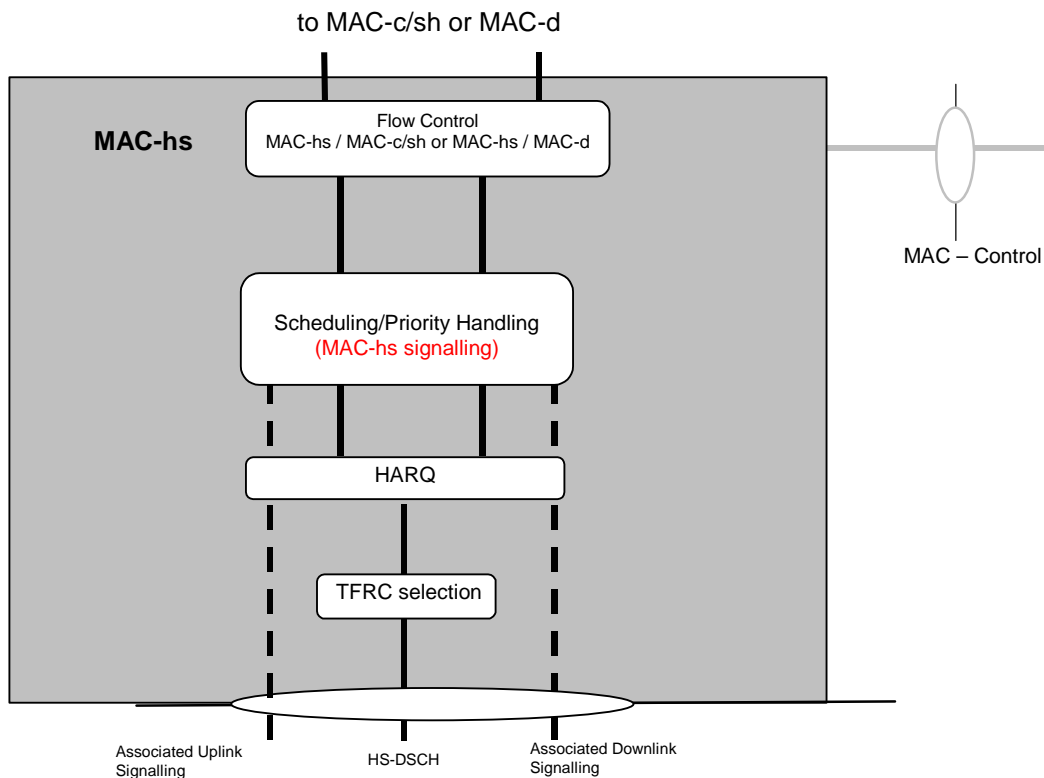 to MAC-c/sh or MAC-d
MAC-hs
Flow Control
MAC-hs / MAC-c/sh or MAC-hs / MAC-d
MAC – Control
Scheduling/Priority Handling
(MAC-hs signalling)
HARQ
TFRC selection
Associated Uplink
Signalling
HS-DSCH
Associated Downlink
Signalling